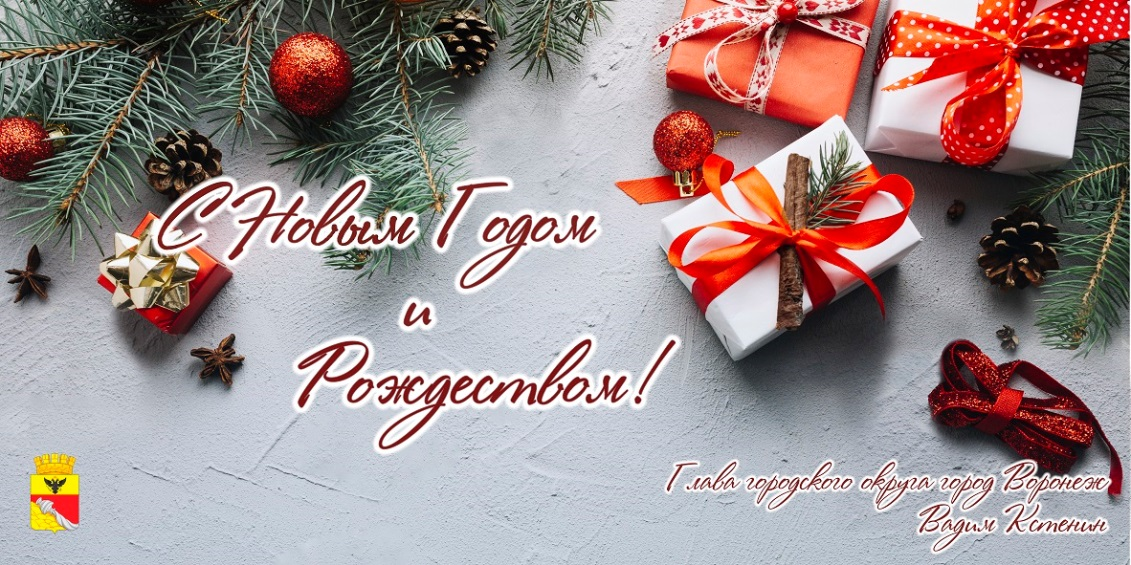 С Новым Годом
и
Рождеством!
Глава городского округа город Воронеж
Вадим Кстенин